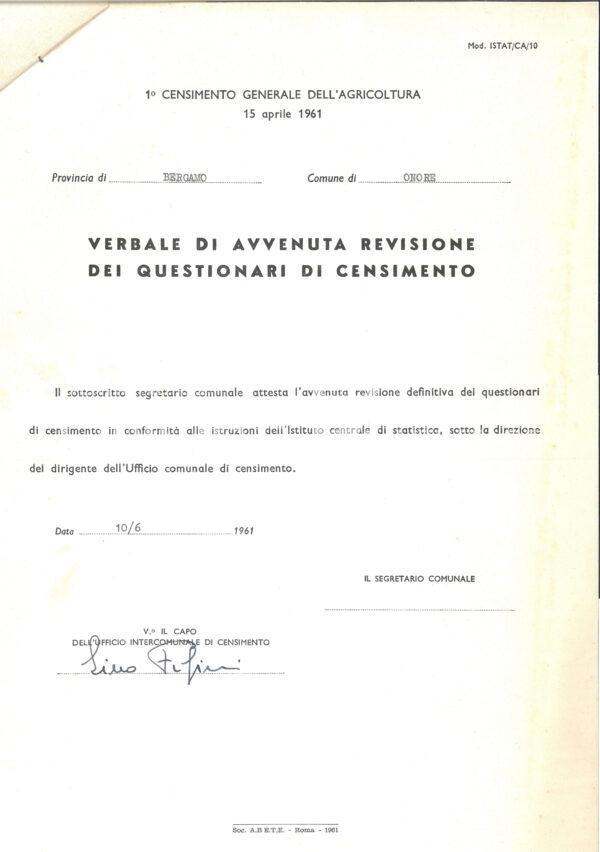 Mod. ISTAT/CA/10
1º CENSIMENTO GENERALE DELL'AGRICOLTURA
15 aprile 1961
Provincia di BERGAMO Comune di ONORE
VERBALE DI AVVENUTA REVISIONE
DEI QUESTIONARI DI CENSIMENTO
Il sottoscritto segretario comunale attesta l'avvenuta revisione definitiva dei questionari
di censimento in conformità alle istruzioni dell'Istituto centrale di statistica, sotto la direzione
del dirigente dell'Ufficio comunale di censimento.
Data 10/6 1961
IL SEGRETARIO COMUNALE
V.º IL CAPO
DELL'UFFICIO INTERCOMUNALE DI CENSIMENTO
Soc. A.B.E.T.E. - Roma - 1961